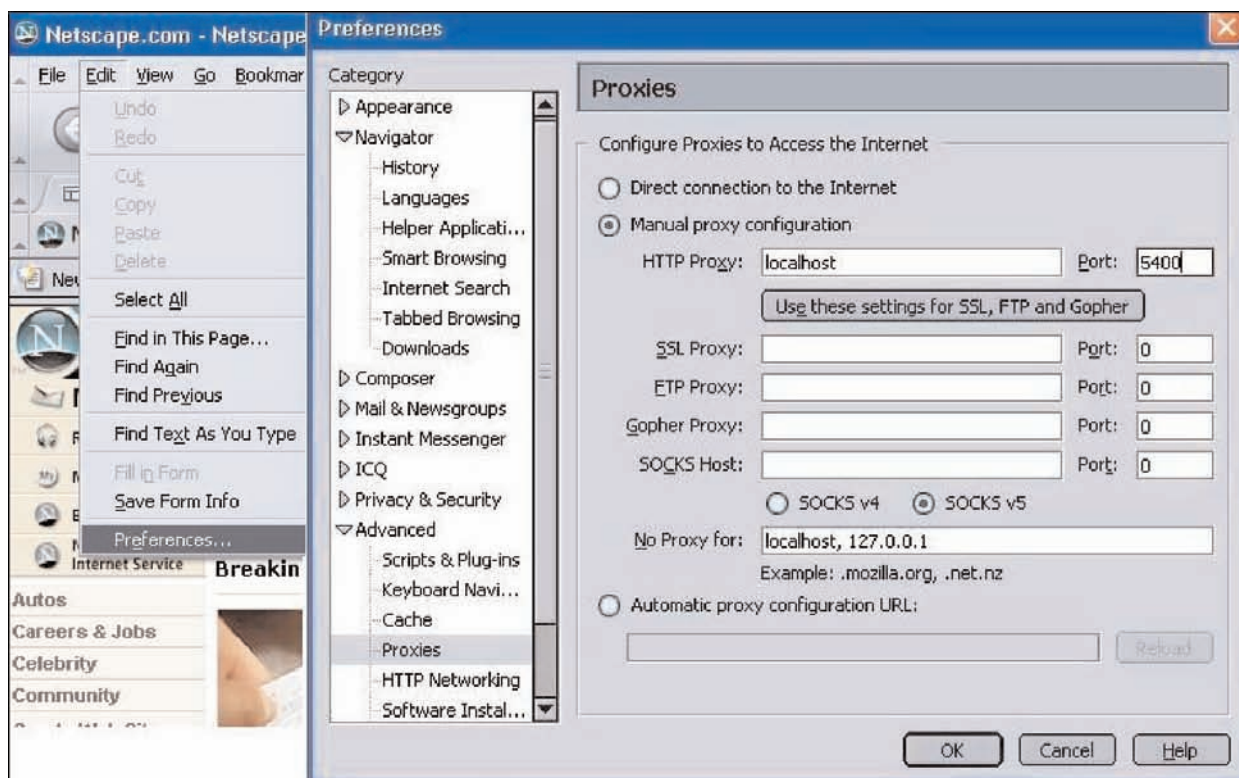 Netscape.com - Netscape
File Edit View Go Bookmar
Undo
Redo
Cut
Copy
Paste
Delete
Select All
Find in This Page...
Find Again
Find Previous
Find Text As You Type
Fill in Form
Save Form Info
Preferences...
Internet Service
Breakin
Autos
Careers & Jobs
Celebrity
Community
Preferences
Category
Appearance
Navigator
History
Languages
Helper Applicati...
Smart Browsing
Internet Search
Tabbed Browsing
Downloads
Composer
Mail & Newsgroups
Instant Messenger
ICQ
Privacy & Security
Advanced
Scripts & Plug-ins
Keyboard Navi...
Cache
Proxies
HTTP Networking
Software Instal...
Proxies
Configure Proxies to Access the Internet
Direct connection to the Internet
Manual proxy configuration
HTTP Proxy: localhost Port: 5400
Use these settings for SSL, FTP and Gopher
SSL Proxy: Port: 0
FTP Proxy: Port: 0
Gopher Proxy: Port: 0
SOCKS Host: Port: 0
SOCKS v4 SOCKS v5
No Proxy for: localhost, 127.0.0.1
Example: .mozilla.org, .net.nz
Automatic proxy configuration URL:
Reload
OK Cancel Help